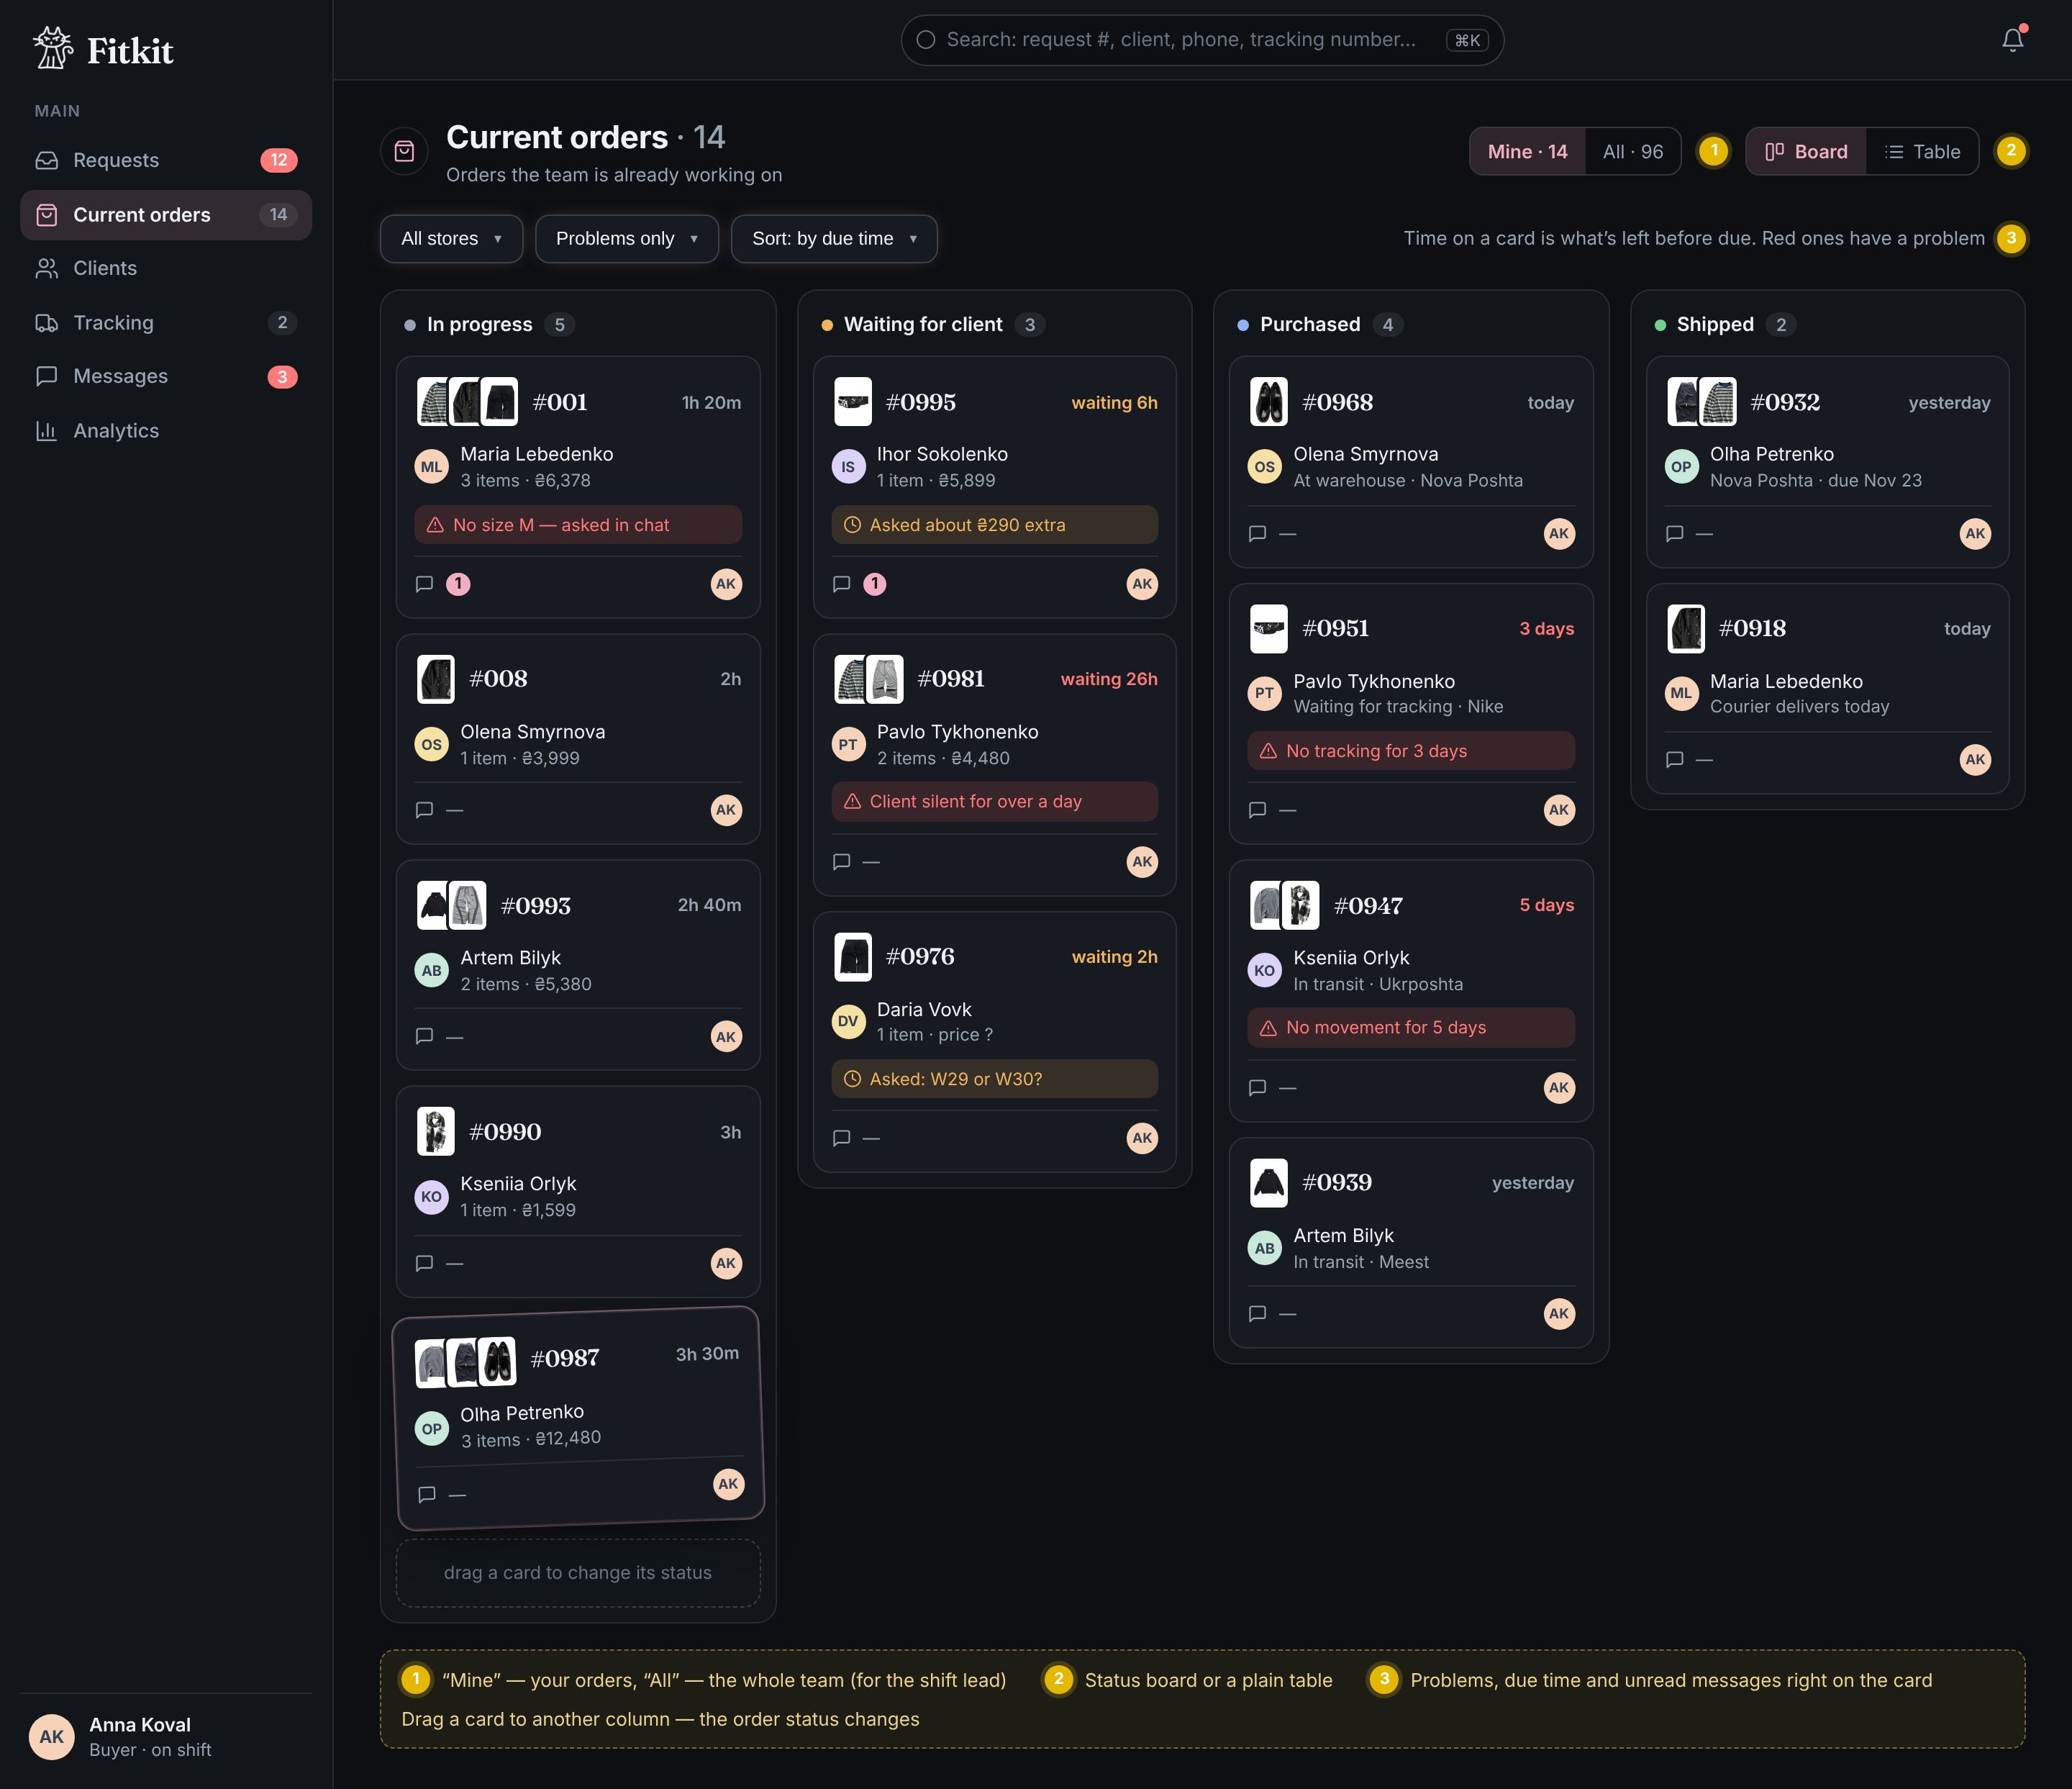 Fitkit
Search: request #, client, phone, tracking number...
⌘K
MAIN
Requests
12
Current orders
14
Clients
Tracking
2
Messages
3
Analytics
Current orders · 14
Orders the team is already working on
Mine · 14
All · 96
1
Board
Table
2
All stores
Problems only
Sort: by due time
Time on a card is what’s left before due. Red ones have a problem
3
In progress
5
#001
1h 20m
ML
Maria Lebedenko
3 items · ₴6,378
No size M — asked in chat
1
AK
#008
2h
OS
Olena Smyrnova
1 item · ₴3,999
—
AK
#0993
2h 40m
AB
Artem Bilyk
2 items · ₴5,380
—
AK
#0990
3h
KO
Kseniia Orlyk
1 item · ₴1,599
—
AK
#0987
3h 30m
OP
Olha Petrenko
3 items · ₴12,480
—
AK
drag a card to change its status
Waiting for client
3
#0995
waiting 6h
IS
Ihor Sokolenko
1 item · ₴5,899
Asked about ₴290 extra
1
AK
#0981
waiting 26h
PT
Pavlo Tykhonenko
2 items · ₴4,480
Client silent for over a day
—
AK
#0976
waiting 2h
DV
Daria Vovk
1 item · price ?
Asked: W29 or W30?
—
AK
Purchased
4
#0968
today
OS
Olena Smyrnova
At warehouse · Nova Poshta
—
AK
#0951
3 days
PT
Pavlo Tykhonenko
Waiting for tracking · Nike
No tracking for 3 days
—
AK
#0947
5 days
KO
Kseniia Orlyk
In transit · Ukrposhta
No movement for 5 days
—
AK
#0939
yesterday
AB
Artem Bilyk
In transit · Meest
—
AK
Shipped
2
#0932
yesterday
OP
Olha Petrenko
Nova Poshta · due Nov 23
—
AK
#0918
today
ML
Maria Lebedenko
Courier delivers today
—
AK
1
“Mine” — your orders, “All” — the whole team (for the shift lead)
2
Status board or a plain table
3
Problems, due time and unread messages right on the card
Drag a card to another column — the order status changes
AK
Anna Koval
Buyer · on shift